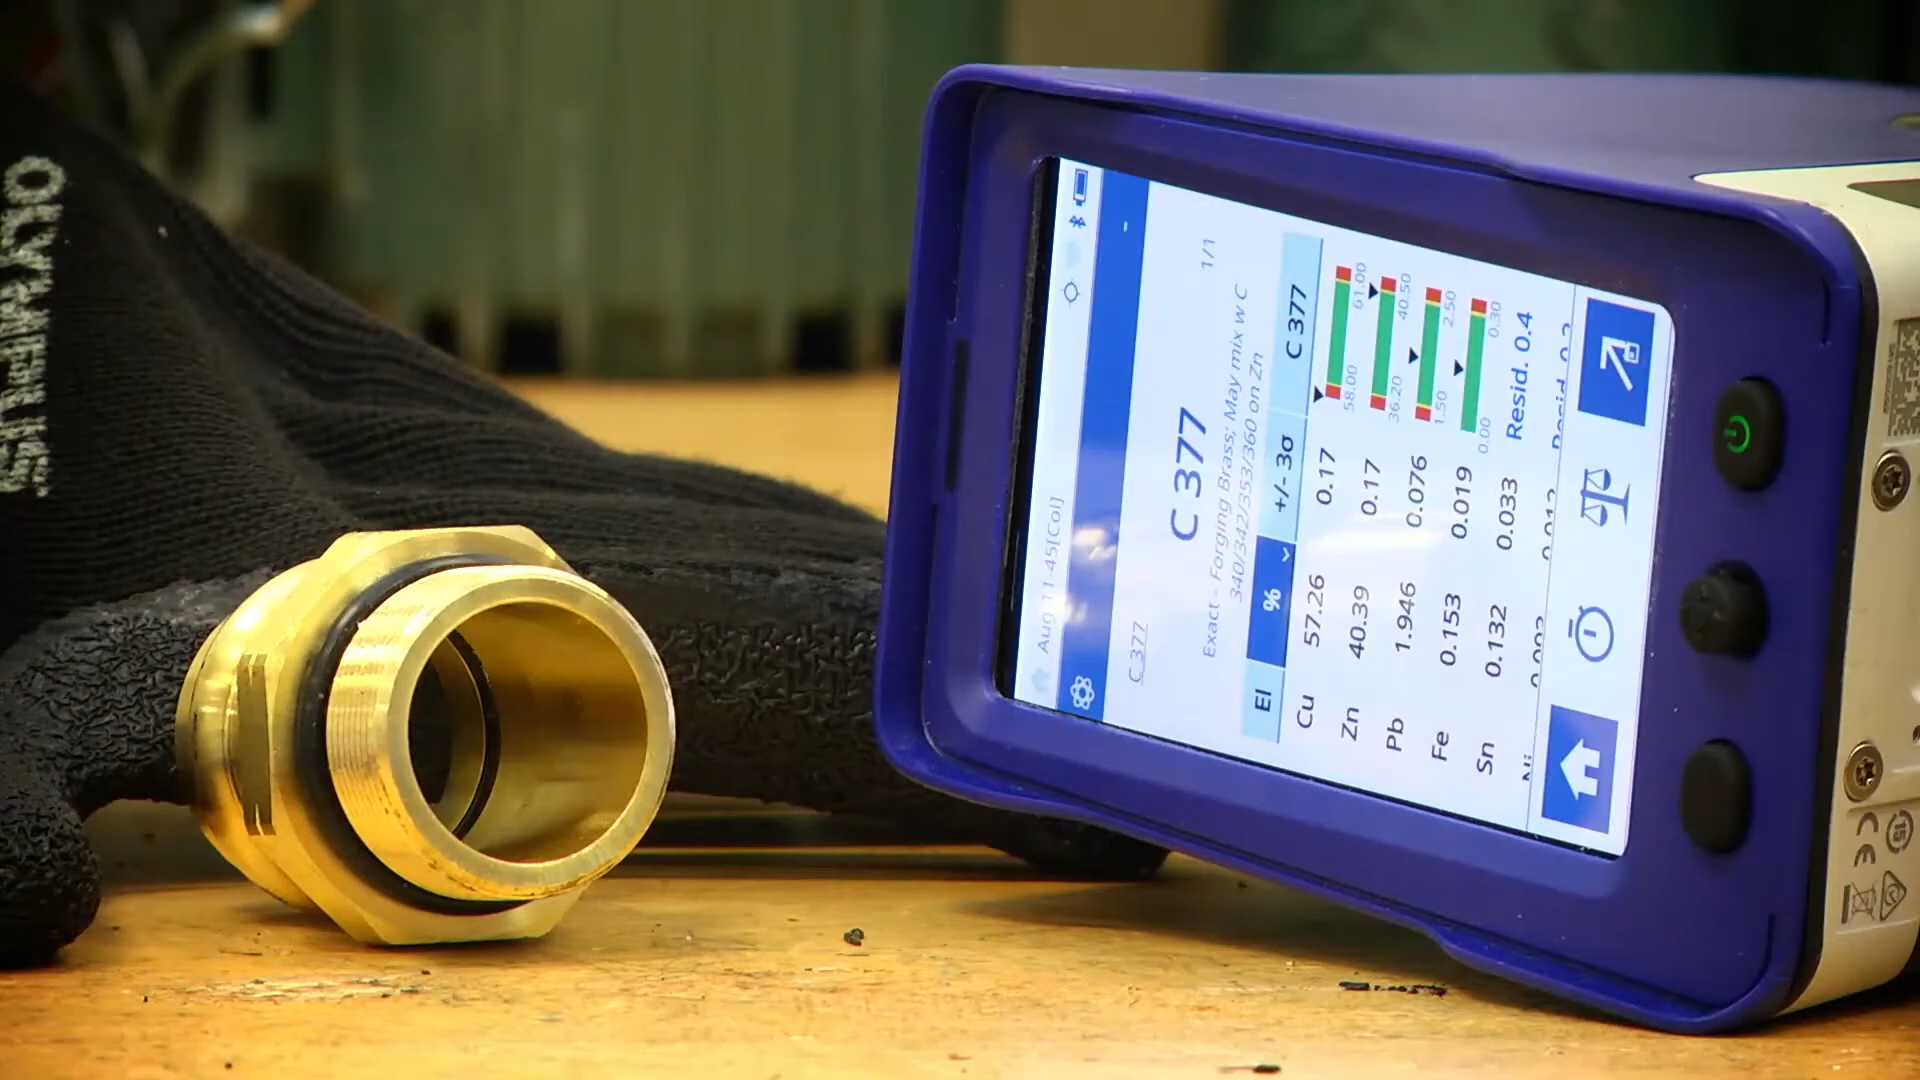 OLYMPUS
Aug 11-45[Col]
C 377
1/1
C 377
Exact - Forging Brass; May mix w C
340/342/353/360 on Zn
El % +/- 3σ C 377
Cu 57.26 0.17 58.00 61.00
Zn 40.39 0.17 36.20 40.50
Pb 1.946 0.076 1.50 2.50
Fe 0.153 0.019 0.00 0.30
Sn 0.132 0.033 Resid. 0.4
CE
15